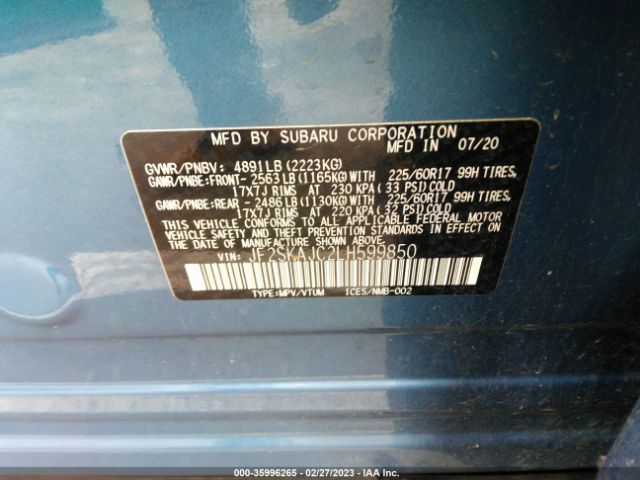 MFD BY SUBARU CORPORATION
MFD IN 07/20
GVWR/PNBV: 4891LB (2223KG)
GAWR/PNBE:FRONT- 2563LB(1165KG)WITH 225/60R17 99H TIRES,
17X7J RIMS AT 230 KPA( 33 PSI) COLD
GAWR/PNBE:REAR -2486LB(1130KG)WITH 225/60R17 99H TIRES,
17X7J RIMS AT 220 KPA( 32 PSI) COLD
THIS VEHICLE CONFORMS TO ALL APPLICABLE FEDERAL MOTOR
VEHICLE SAFETY AND THEFT PREVENTION STANDARDS IN EFFECT ON
THE DATE OF MANUFACTURE SHOWN ABOVE.
VIN: JF2SKAJC2LH599850
TYPE:MPV/VTUM ICES/NMB-002
000-35996265 - 02/27/2023 - IAA Inc.